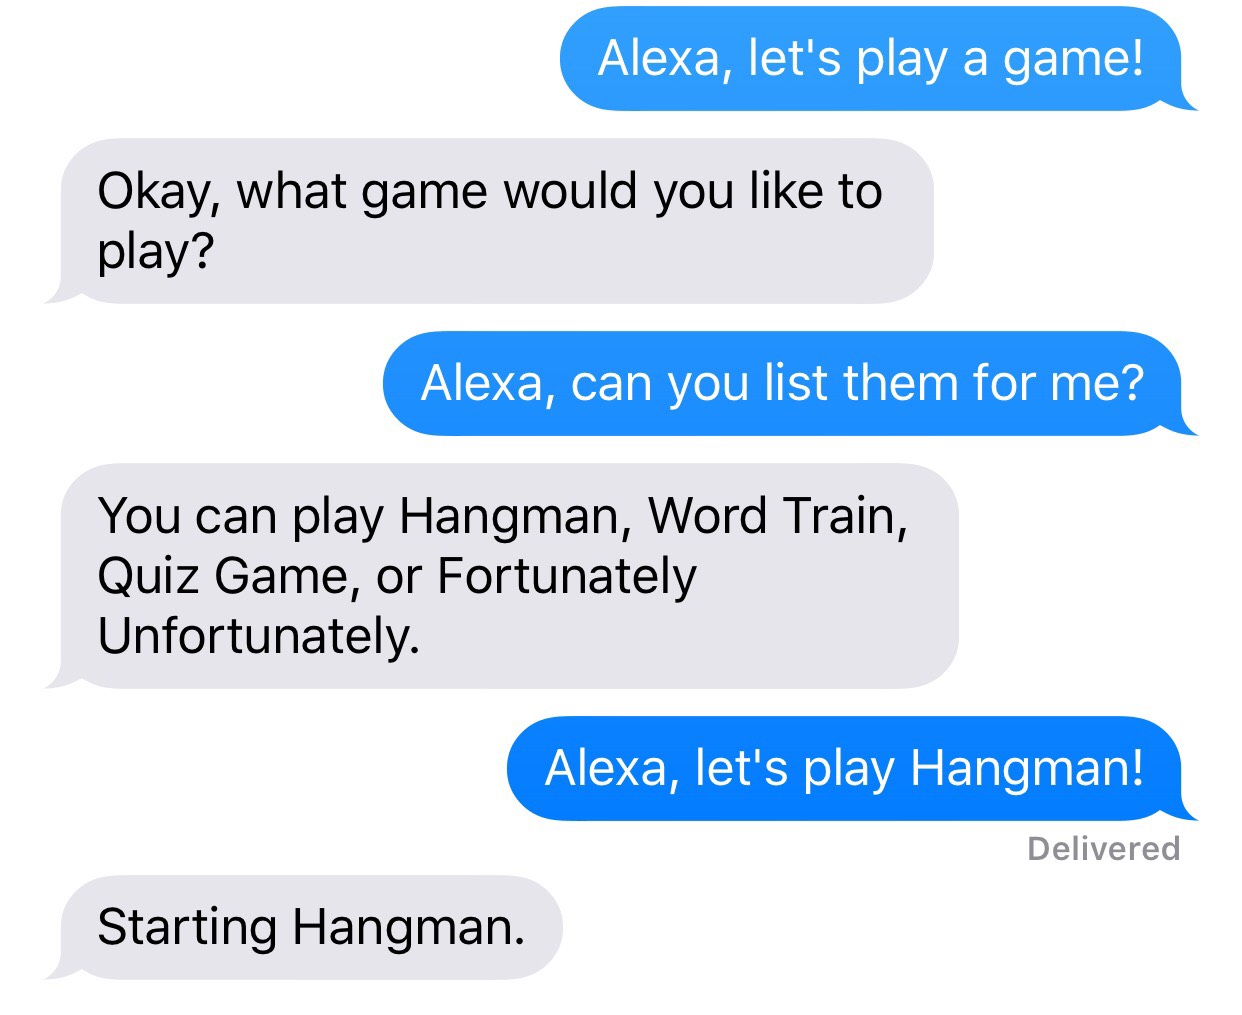 Alexa, let's play a game!
Okay, what game would you like to
play?
Alexa, can you list them for me?
You can play Hangman, Word Train,
Quiz Game, or Fortunately
Unfortunately.
Alexa, let's play Hangman!
Delivered
Starting Hangman.